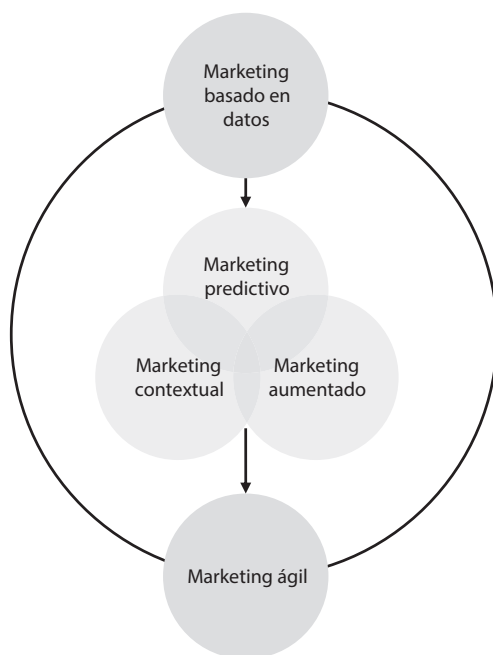 Marketing
basado en
datos
Marketing
predictivo
Marketing
contextual
Marketing
aumentado
Marketing ágil